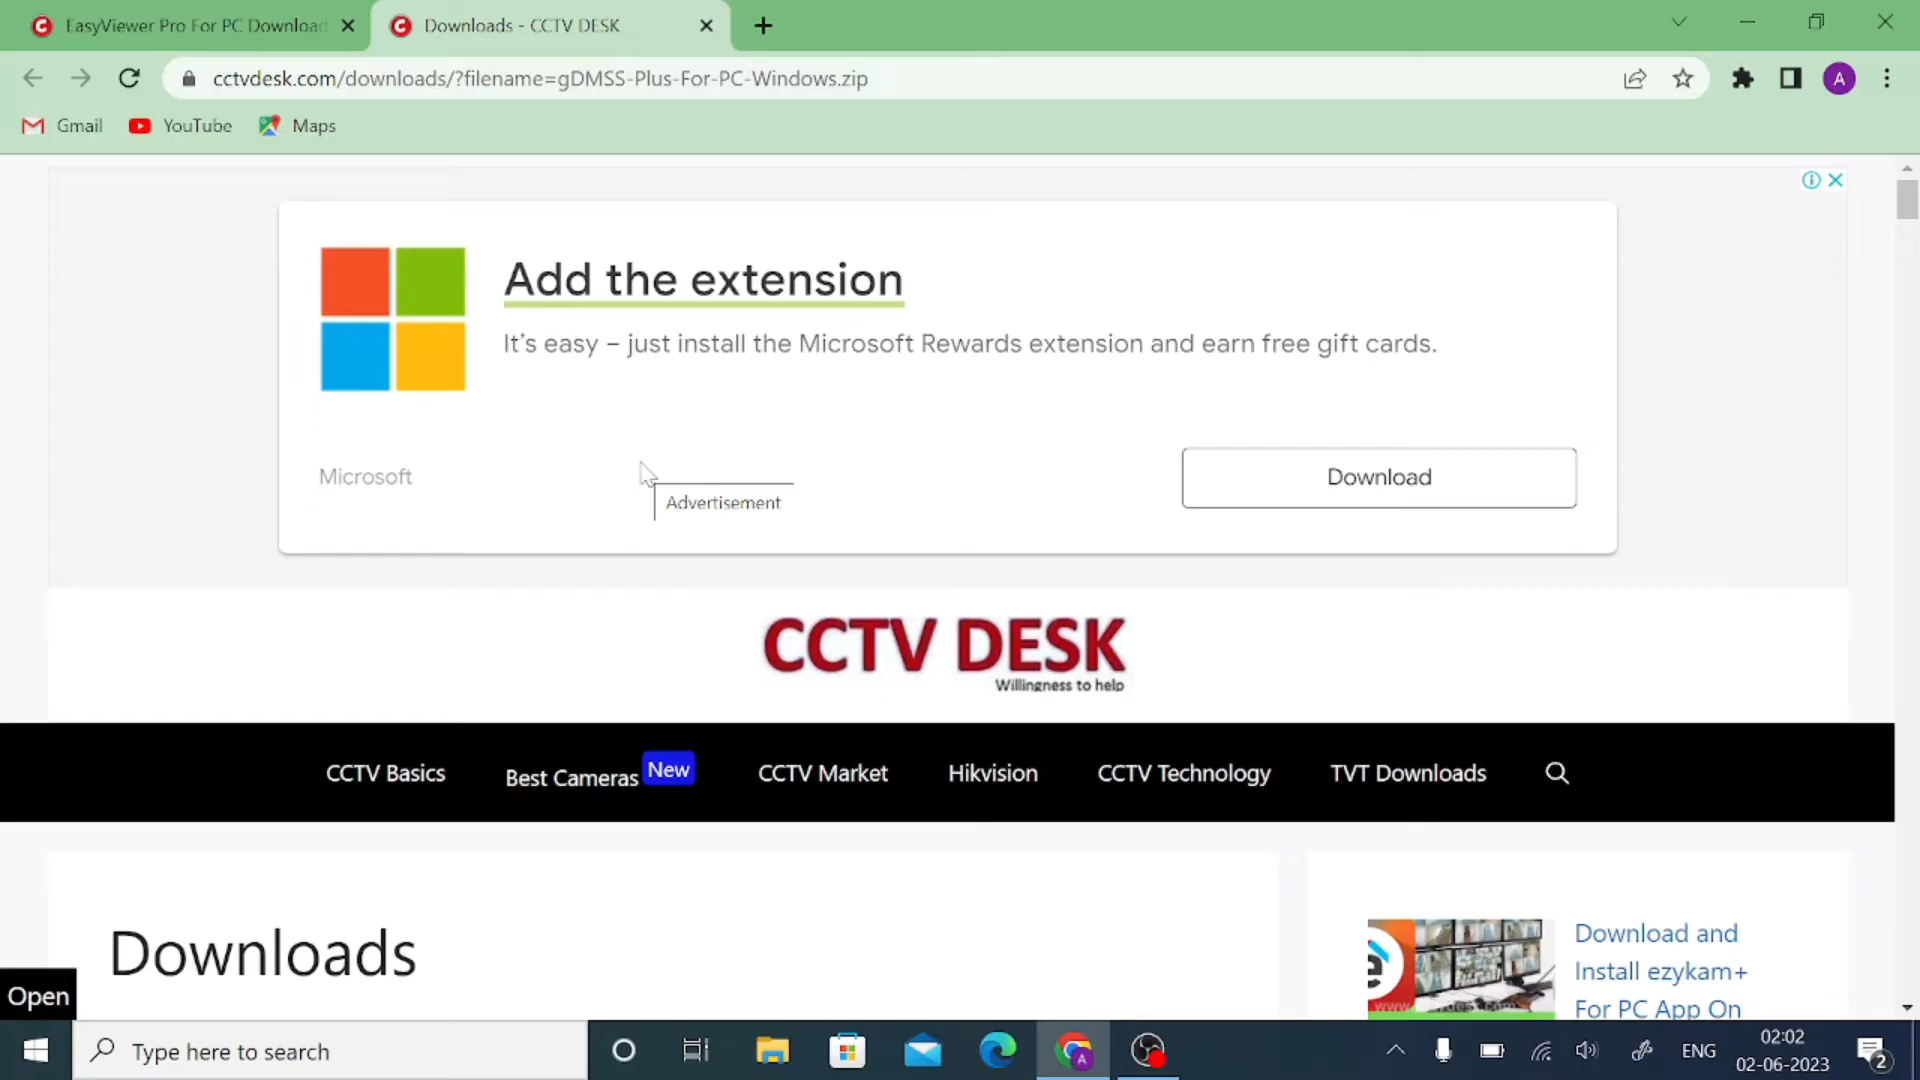 EasyViewer Pro For PC Download
Downloads - CCTV DESK
cctvdesk.com/downloads/?filename=gDMSS-Plus-For-PC-Windows.zip
A
Gmail
YouTube
Maps
Add the extension
It's easy – just install the Microsoft Rewards extension and earn free gift cards.
Microsoft
Advertisement
Download
CCTV DESK
Willingness to help
CCTV Basics
Best Cameras New
CCTV Market
Hikvision
CCTV Technology
TVT Downloads
Downloads
Download and
Install ezykam+
For PC App On
Open
Type here to search
A
ENG
02:02
02-06-2023
2